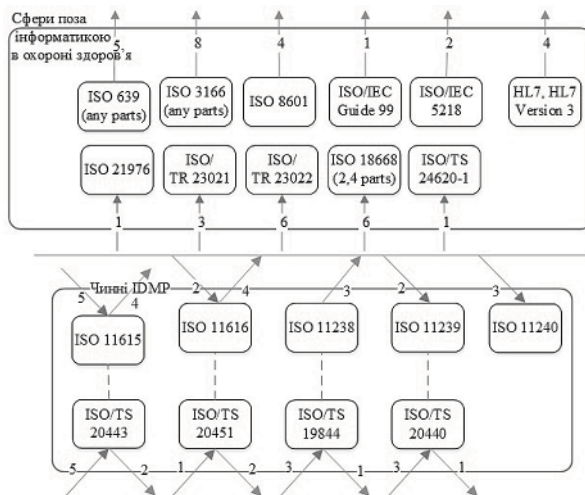 Сфери поза
інформатикою
в охороні здоров'я
5 8 4 1 2 4
ISO 639
(any parts)
ISO 3166
(any parts)
ISO 8601
ISO/IEC
Guide 99
ISO/IEC
5218
HL7, HL7
Version 3
ISO 21976
ISO/
TR 23021
ISO/
TR 23022
ISO 18668
(2,4 parts)
ISO/TS
24620-1
1 3 6 6 1
Чинні IDMP
5 4 2 4 3 2 3
ISO 11615
ISO 11616
ISO 11238
ISO 11239
ISO 11240
ISO/TS
20443
ISO/TS
20451
ISO/TS
19844
ISO/TS
20440
5 2 1 2 3 1 3 1